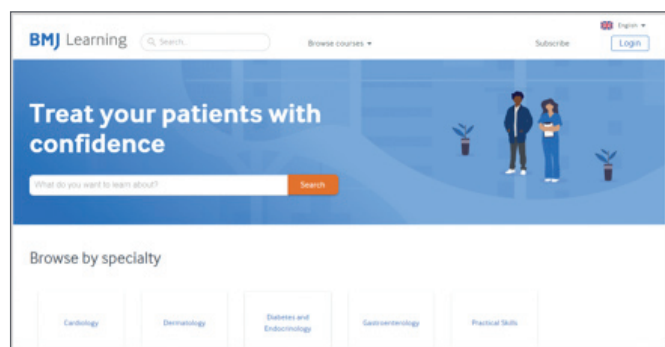 English
BMJ Learning
Search...
Browse courses
Subscribe
Login
Treat your patients with
confidence
What do you want to learn about?
Search
Browse by specialty
Cardiology
Dermatology
Diabetes and
Endocrinology
Gastroenterology
Practical Skills